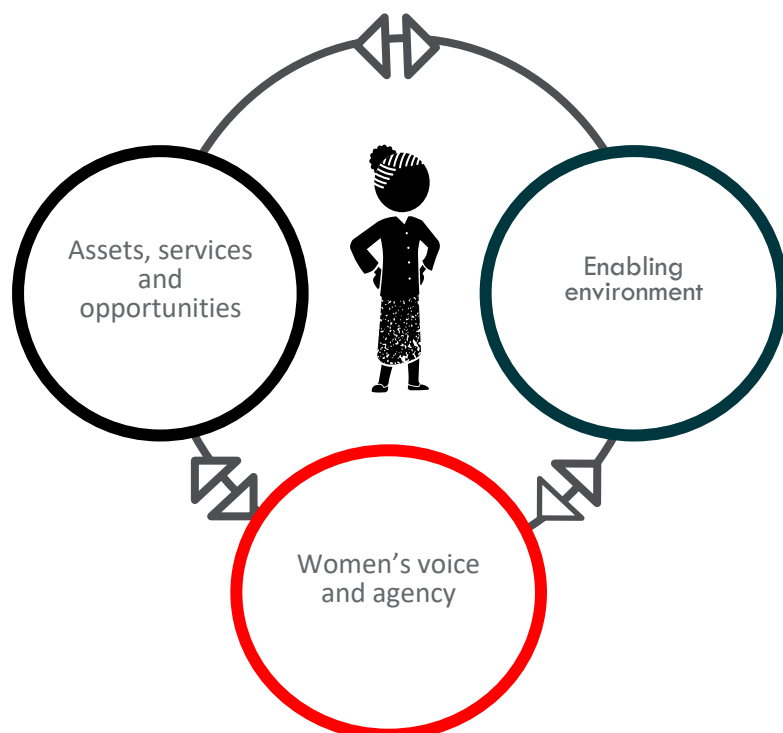 Assets, services
and
opportunities
Enabling
environment
Women’s voice
and agency